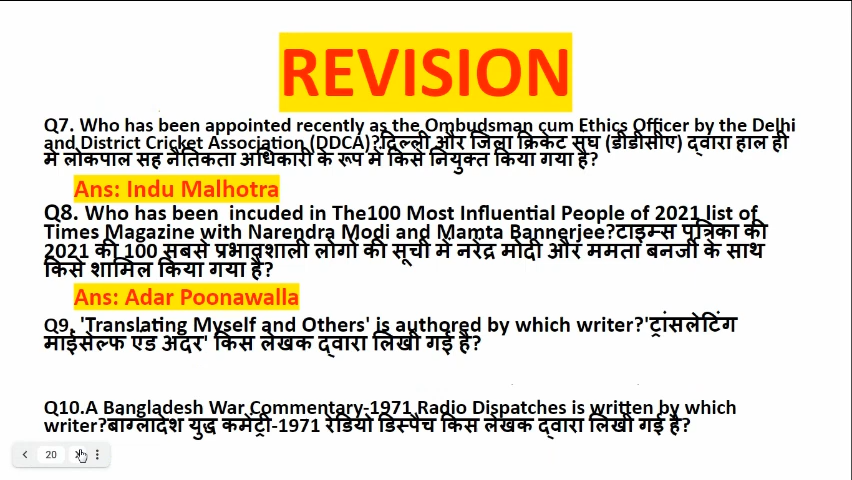 REVISION
Q7. Who has been appointed recently as the Ombudsman cum Ethics Officer by the Delhi
and District Cricket Association (DDCA)?दिल्ली और जिला क्रिकेट संघ (डीडीसीए) द्वारा हाल ही
में लोकपाल सह नैतिकता अधिकारी के रूप में किसे नियुक्त किया गया है?
Ans: Indu Malhotra
Q8. Who has been incuded in The100 Most Influential People of 2021 list of
Times Magazine with Narendra Modi and Mamta Bannerjee?टाइम्स पत्रिका की
2021 की 100 सबसे प्रभावशाली लोगों की सूची में नरेंद्र मोदी और ममता बनर्जी के साथ
किसे शामिल किया गया है?
Ans: Adar Poonawalla
Q9. 'Translating Myself and Others' is authored by which writer?'ट्रांसलेटिंग
माईसेल्फ एंड अदर' किस लेखक द्वारा लिखी गई है?
Q10.A Bangladesh War Commentary-1971 Radio Dispatches is written by which
writer?बांग्लादेश युद्ध कमेंट्री-1971 रेडियो डिस्पैच किस लेखक द्वारा लिखी गई है?
20